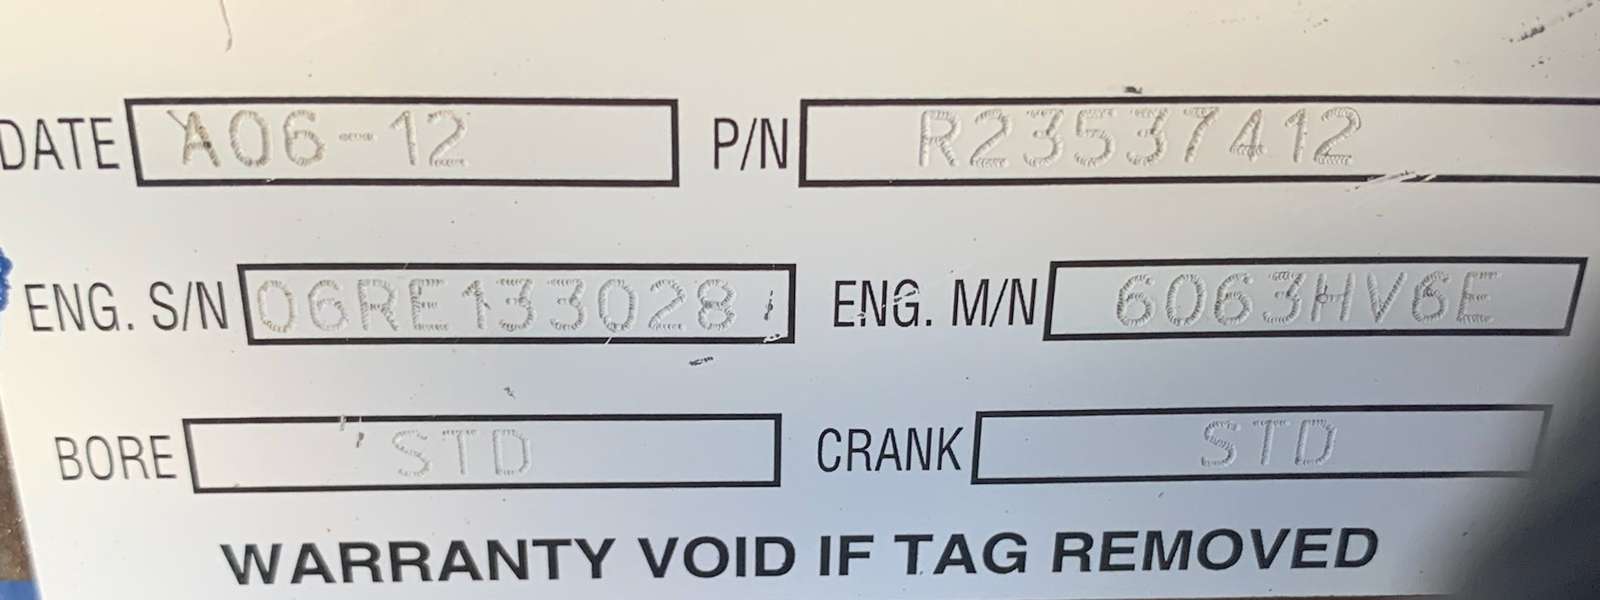 DATE A06-12 P/N R23537412
ENG. S/N 06RE133028 ENG. M/N 6063HV6E
BORE STD CRANK STD
WARRANTY VOID IF TAG REMOVED